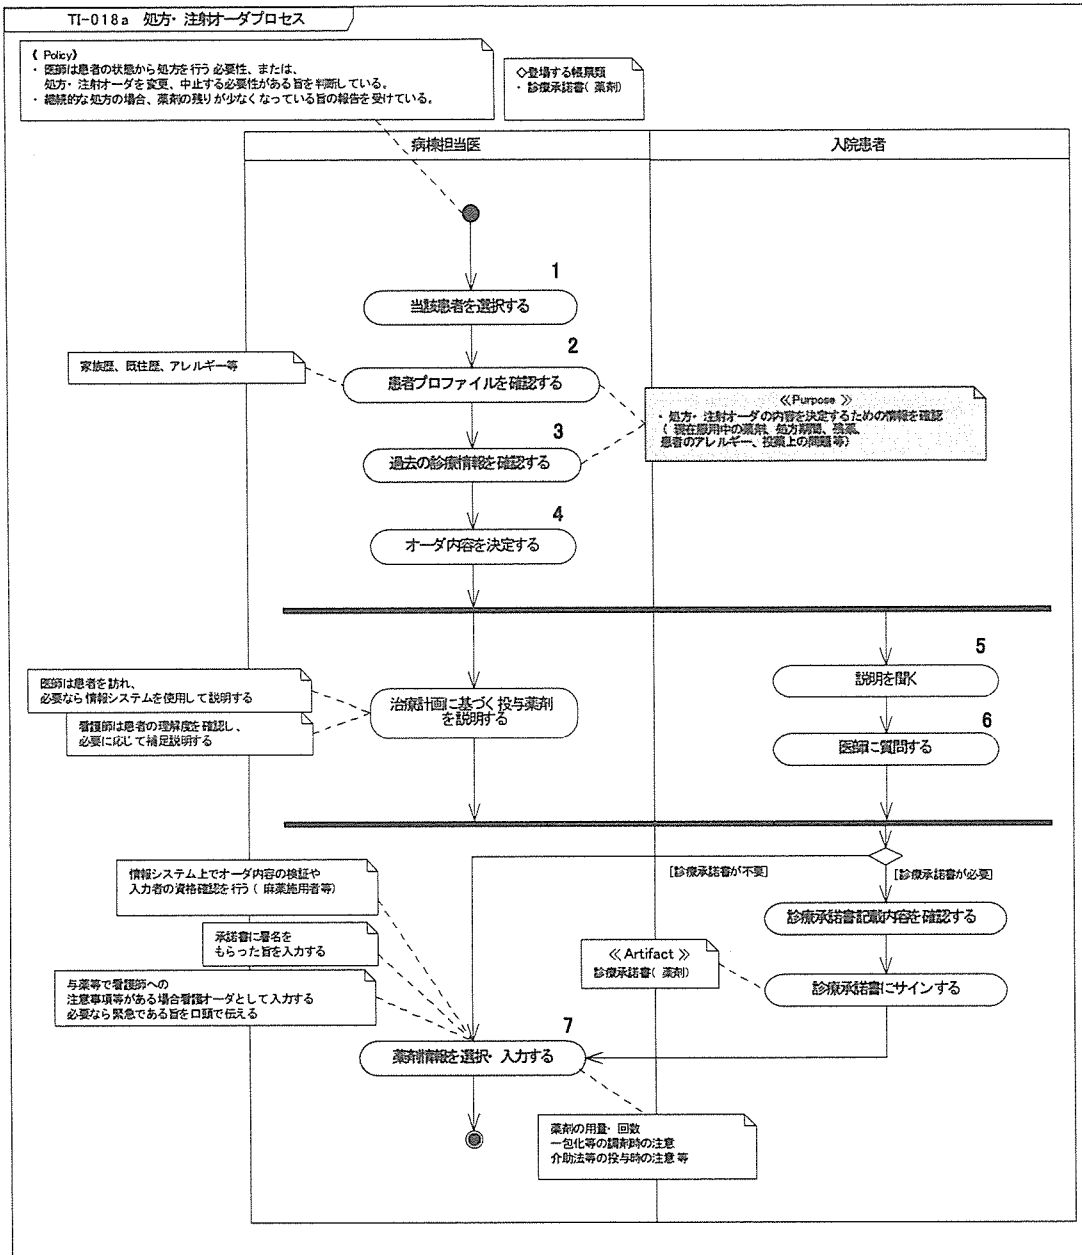 TI-018a 処方・注射オーダプロセス
《 Policy》
・ 医師は患者の状態から処方を行う必要性、または、
処方・注射オーダを変更、中止する必要性がある旨を判断している。
・ 継続的な処方の場合、薬剤の残りが少なくなっている旨の報告を受けている。
◇登場する帳票類
・ 診療承諾書( 薬剤)
病棟担当医
入院患者
1
当該患者を選択する
2
家族歴、既往歴、アレルギー等
患者プロファイルを確認する
≪Purpose ≫
・ 処方・注射オーダの内容を決定するための情報を確認
( 現在服用中の薬剤、処方期間、残薬、
患者のアレルギー、投薬上の問題等)
3
過去の診療情報を確認する
4
オーダ内容を決定する
5
説明を聞く
医師は患者を訪れ、
必要なら情報システムを使用して説明する
治療計画に基づく投与薬剤
を説明する
看護師は患者の理解度を確認し、
必要に応じて補足説明する
6
医師に質問する
[診療承諾書が不要]
[診療承諾書が必要]
情報システム上でオーダ内容の検証や
入力者の資格確認を行う( 麻薬施用者等)
診療承諾書記載内容を確認する
承諾書に署名を
もらった旨を入力する
≪Artifact ≫
診療承諾書( 薬剤)
診療承諾書にサインする
与薬等で看護師への
注意事項等がある場合看護オーダとして入力する
必要なら緊急である旨を口頭で伝える
7
薬剤情報を選択・ 入力する
薬剤の用量・ 回数
一包化等の調剤時の注意
介助法等の投与時の注意 等